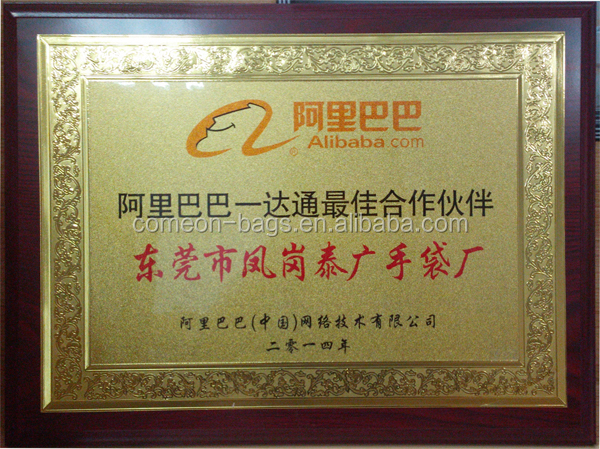 阿里巴巴
Alibaba.com
阿里巴巴一达通最佳合作伙伴
comeon-bags.en.alibaba.com
东莞市凤岗泰广手袋厂
阿里巴巴(中国)网络技术有限公司
二零一四年